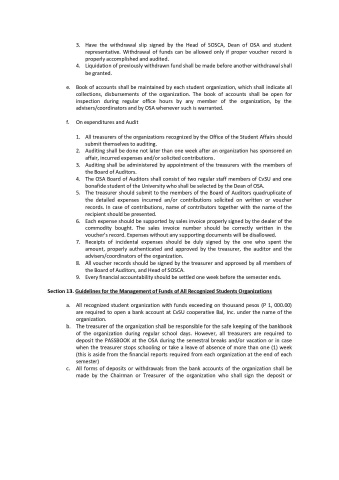 3. Have the withdrawal slip signed by the Head of SOSCA, Dean of OSA and student
representative. Withdrawal of funds can be allowed only if proper voucher record is
properly accomplished and audited.
4. Liquidation of previously withdrawn fund shall be made before another withdrawal shall
be granted.
e. Book of accounts shall be maintained by each student organization, which shall indicate all
collections, disbursements of the organization. The book of accounts shall be open for
inspection during regular office hours by any member of the organization, by the
advisers/coordinators and by OSA whenever such is warranted.
f. On expenditures and Audit
1. All treasurers of the organizations recognized by the Office of the Student Affairs should
submit themselves to auditing.
2. Auditing shall be done not later than one week after an organization has sponsored an
affair, incurred expenses and/or solicited contributions.
3. Auditing shall be administered by appointment of the treasurers with the members of
the Board of Auditors.
4. The OSA Board of Auditors shall consist of two regular staff members of CvSU and one
bonafide student of the University who shall be selected by the Dean of OSA.
5. The treasurer should submit to the members of the Board of Auditors quadruplicate of
the detailed expenses incurred an/or contributions solicited on written or voucher
records. In case of contributions, name of contributors together with the name of the
recipient should be presented.
6. Each expense should be supported by sales invoice properly signed by the dealer of the
commodity bought. The sales invoice number should be correctly written in the
voucher's record. Expenses without any supporting documents will be disallowed.
7. Receipts of incidental expenses should be duly signed by the one who spent the
amount, properly authenticated and approved by the treasurer, the auditor and the
advisers/coordinators of the organization.
8. All voucher records should be signed by the treasurer and approved by all members of
the Board of Auditors, and Head of SOSCA.
9. Every financial accountability should be settled one week before the semester ends.
Section 13. Guidelines for the Management of Funds of All Recognized Students Organizations
a. All recognized student organization with funds exceeding on thousand pesos (P 1, 000.00)
are required to open a bank account at CvSU cooperative Bai, Inc. under the name of the
organization.
b. The treasurer of the organization shall be responsible for the safe keeping of the bankbook
of the organization during regular school days. However, all treasurers are required to
deposit the PASSBOOK at the OSA during the semestral breaks and/or vacation or in case
when the treasurer stops schooling or take a leave of absence of more than one (1) week
(this is aside from the financial reports required from each organization at the end of each
semester)
c. All forms of deposits or withdrawals from the bank accounts of the organization shall be
made by the Chairman or Treasurer of the organization who shall sign the deposit or